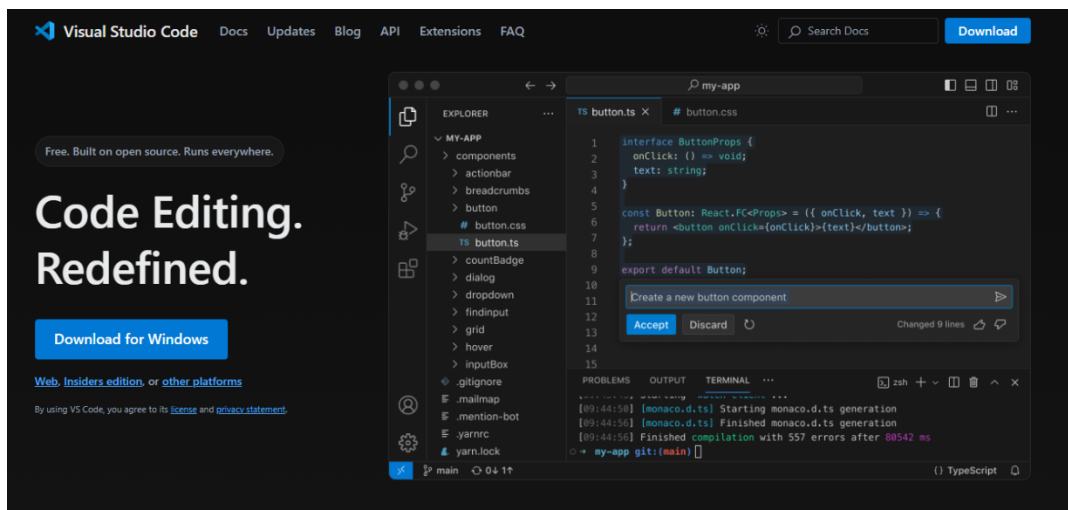 Visual Studio Code Docs Updates Blog API Extensions FAQ Search Docs Download
Free. Built on open source. Runs everywhere.
Code Editing.
Redefined.
Download for Windows
Web, Insiders edition, or other platforms
By using VS Code, you agree to its license and privacy statement.
my-app
EXPLORER ...
MY-APP
> components
> actionbar
> breadcrumbs
> button
# button.css
TS button.ts
> countBadge
> dialog
> dropdown
> findinput
> grid
> hover
> inputBox
.gitignore
.mailmap
.mention-bot
.yarnrc
yarn.lock
TS button.ts × # button.css ...
1 interface ButtonProps {
2 onClick: () => void;
3 text: string;
4 }
5
6 const Button: React.FC<Props> = ({ onClick, text }) => {
7 return <button onClick={onClick}>{text}</button>;
8 };
9 export default Button;
10
11 Create a new button component
12 Accept Discard Changed 9 lines
13
14
15
PROBLEMS OUTPUT TERMINAL ... zsh
[09:44:50] [monaco.d.ts] Starting monaco.d.ts generation
[09:44:56] [monaco.d.ts] Finished monaco.d.ts generation
[09:44:56] Finished compilation with 557 errors after 80542 ms
my-app git:(main)
main 0↓ 1↑ {} TypeScript